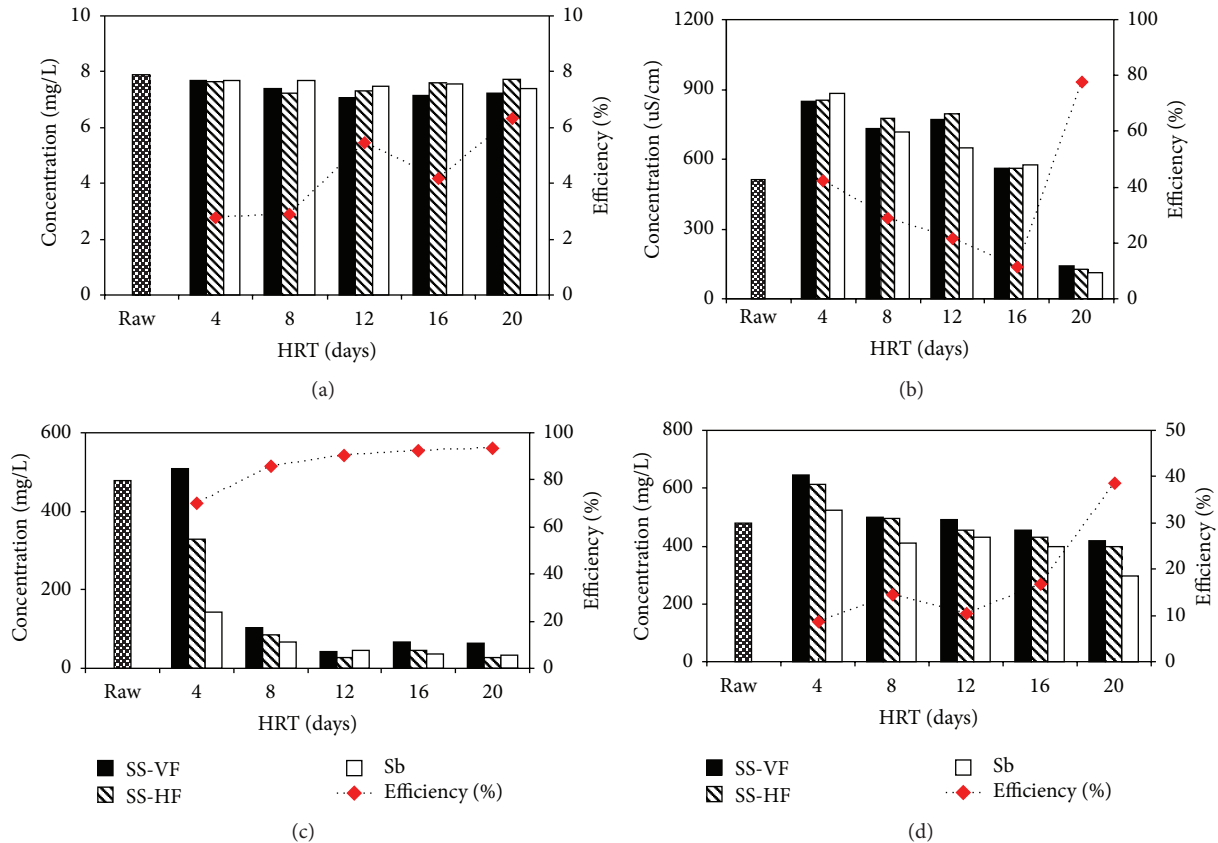 10
8
6
4
2
0
Concentration (mg/L)
10
8
6
4
2
0
Efficiency (%)
Raw 4 8 12 16 20
HRT (days)
(a)
1200
900
600
300
0
Concentration (uS/cm)
100
80
60
40
20
0
Efficiency (%)
Raw 4 8 12 16 20
HRT (days)
(b)
600
400
200
0
Concentration (mg/L)
100
80
60
40
20
0
Efficiency (%)
Raw 4 8 12 16 20
HRT (days)
SS-VF
SS-HF
Sb
Efficiency (%)
(c)
800
600
400
200
0
Concentration (mg/L)
50
40
30
20
10
0
Efficiency (%)
Raw 4 8 12 16 20
HRT (days)
SS-VF
SS-HF
Sb
Efficiency (%)
(d)